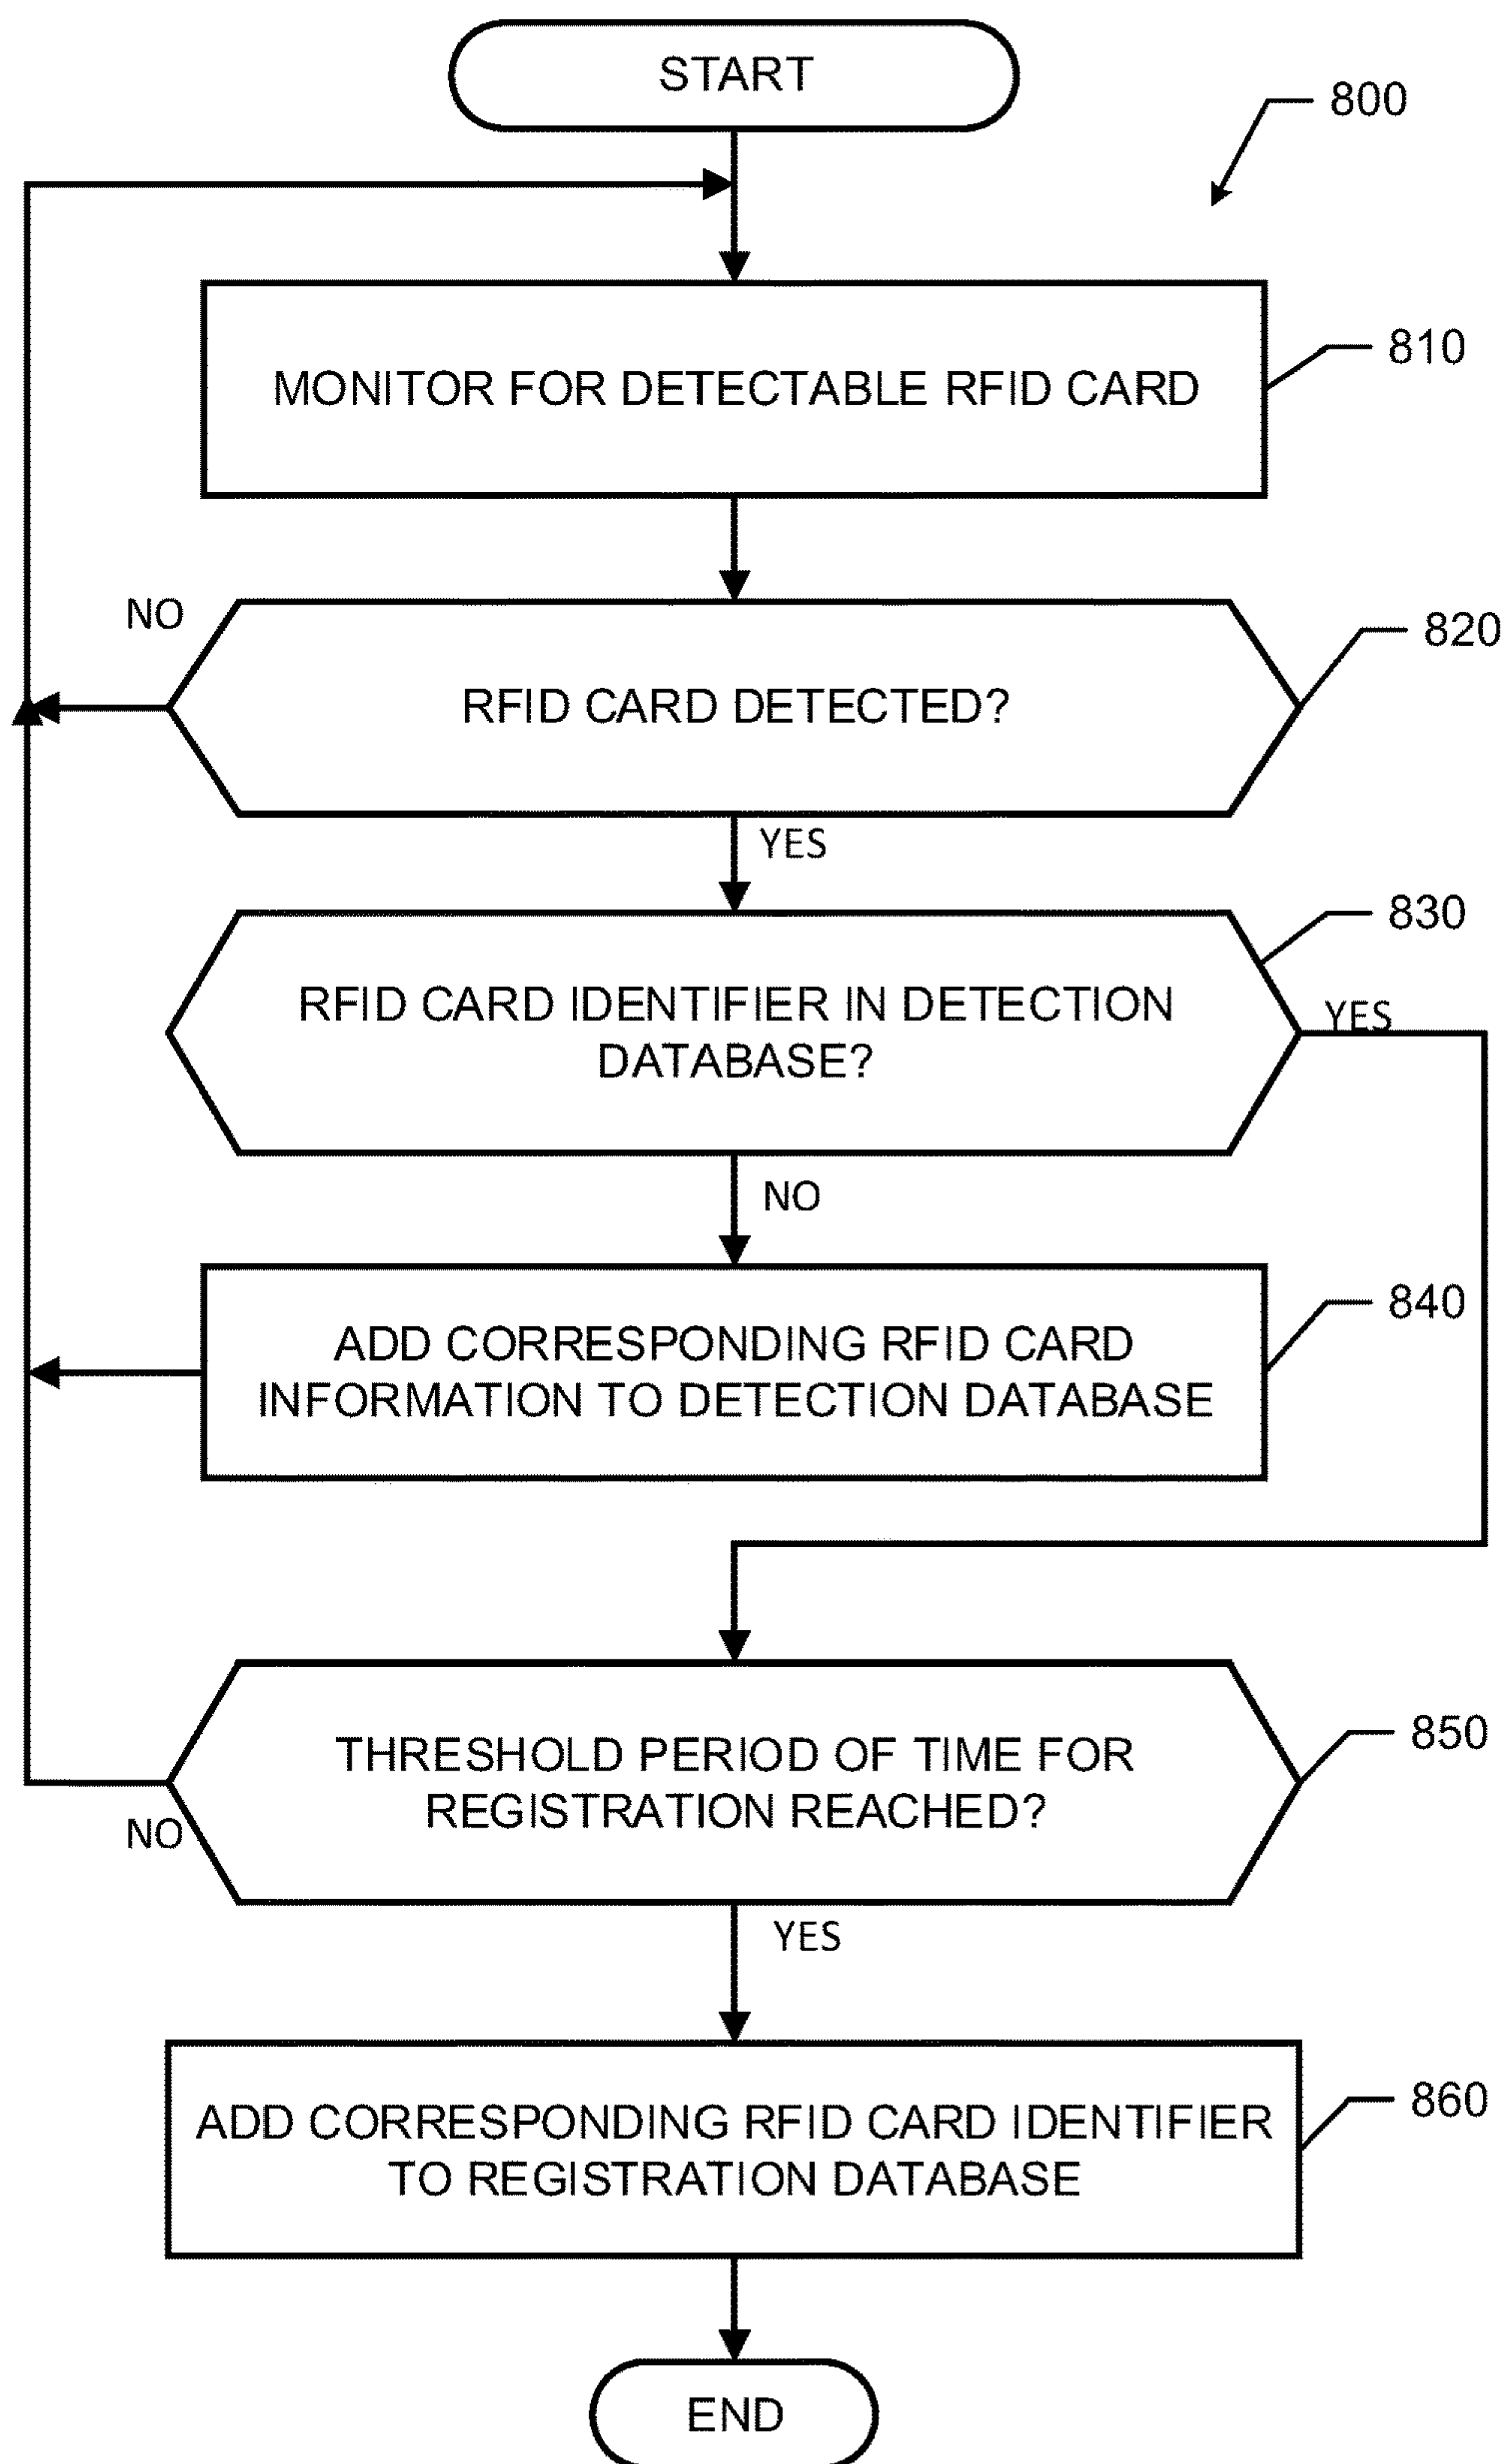 START
800
MONITOR FOR DETECTABLE RFID CARD
810
NO
RFID CARD DETECTED?
820
YES
RFID CARD IDENTIFIER IN DETECTION
DATABASE?
830
YES
NO
ADD CORRESPONDING RFID CARD
INFORMATION TO DETECTION DATABASE
840
THRESHOLD PERIOD OF TIME FOR
REGISTRATION REACHED?
850
NO
YES
ADD CORRESPONDING RFID CARD IDENTIFIER
TO REGISTRATION DATABASE
860
END